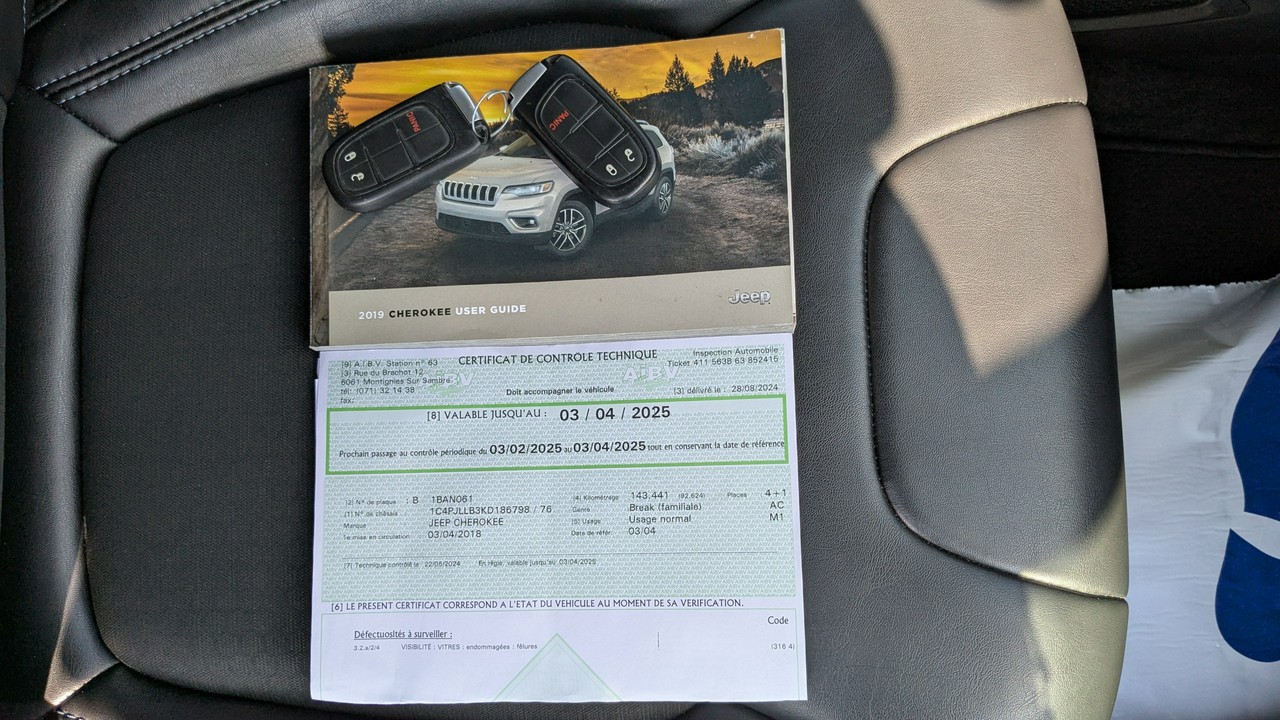 PANIC
PANIC
2019 CHEROKEE USER GUIDE
Jeep
CERTIFICAT DE CONTRÔLE TECHNIQUE
[9] A.I.B.V. Station n° 63
[3] Rue du Brachot 12
6061 Montignies Sur Sambre
tél: (071) 32 14 38
fax:
AIBV
AIBV
Inspection Automobile
Ticket 411 5638 63 852415
Doit accompagner le véhicule
[3] délivré le : 28/08/2024
[8] VALABLE JUSQU'AU : 03 / 04 / 2025
Prochain passage au contrôle périodique du 03/02/2025 au 03/04/2025 tout en conservant la date de référence
[2] N° de plaque : B 1BAN061
[1] N° de châssis 1C4PJLLB3KD186798 / 76
Marque JEEP CHEROKEE
1e mise en circulation 03/04/2018
[4] Kilométrage 143.441 (92.624) Places 4+1
Genre Break (familiale) AC
[5] Usage Usage normal M1
Date de référ. 03/04
[7] Technique contrôlé le 22/05/2024 En règle, valable jusqu'au 03/04/2025
[6] LE PRESENT CERTIFICAT CORRESPOND A L'ETAT DU VEHICULE AU MOMENT DE SA VERIFICATION.
Code
Défectuosités à surveiller :
3.2.a/2/4 VISIBILITE : VITRES : endommagées : fêlures (316 4)